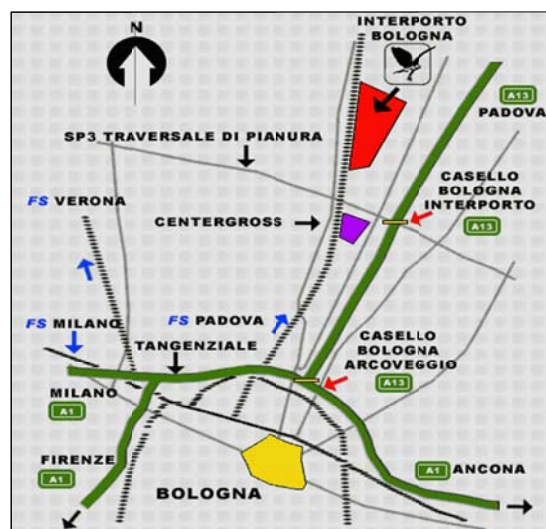 N
INTERPORTO
BOLOGNA
A13
PADOVA
SP3 TRAVERSALE DI PIANURA
CASELLO
BOLOGNA
INTERPORTO
A13
FS VERONA
CENTERGROSS
FS MILANO
FS PADOVA
TANGENZIALE
CASELLO
BOLOGNA
ARCOVEGGIO
A13
MILANO
A1
FIRENZE
A1
BOLOGNA
A1 ANCONA